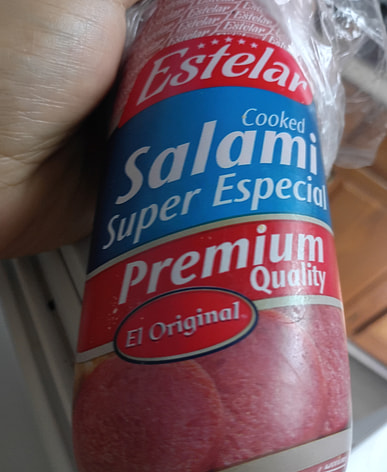 Estelar
Cooked
Salami
Super Especial
Premium
Quality
El Original